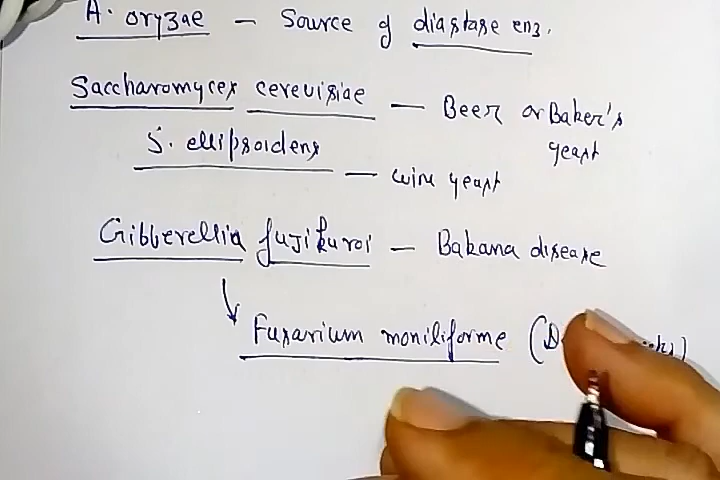 A. oryzae — Source of diastase enz.
Saccharomyces cerevisiae — Beer or Baker's yeast
S. ellipsoidens — wine yeast
Gibberellia fujikuroi — Bakana disease
Fusarium moniliforme (